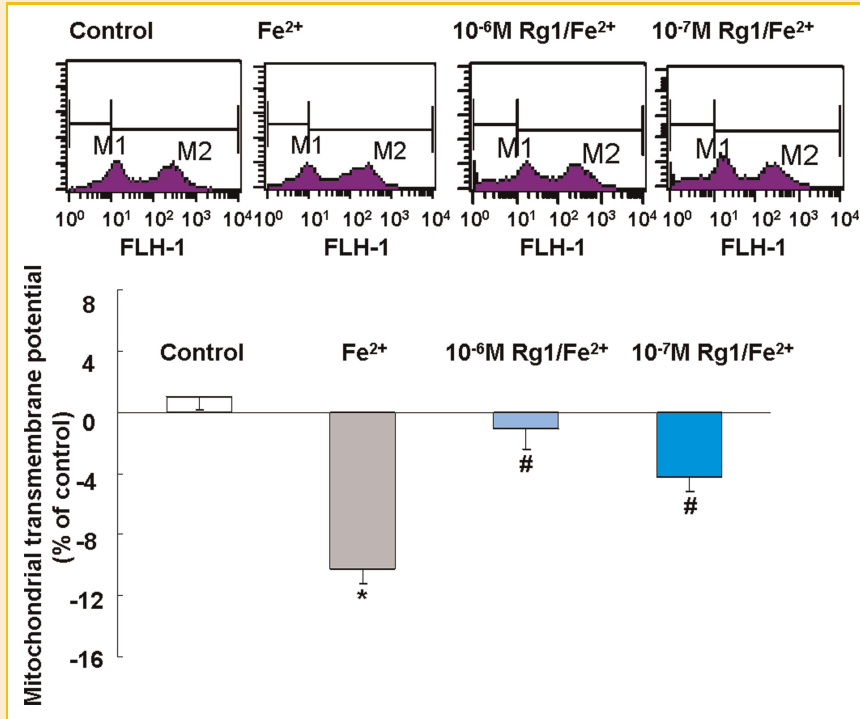 Control Fe²⁺ 10⁻⁶M Rg1/Fe²⁺ 10⁻⁷M Rg1/Fe²⁺
M1 M2 M1 M2 M1 M2 M1 M2
10⁰ 10¹ 10² 10³ 10⁴ 10⁰ 10¹ 10² 10³ 10⁴ 10⁰ 10¹ 10² 10³ 10⁴ 10⁰ 10¹ 10² 10³ 10⁴
FLH-1 FLH-1 FLH-1 FLH-1
Mitochondrial transmembrane potential
(% of control)
8
4
Control Fe²⁺ 10⁻⁶M Rg1/Fe²⁺ 10⁻⁷M Rg1/Fe²⁺
0
#
-4
#
-8
*
-12
-16